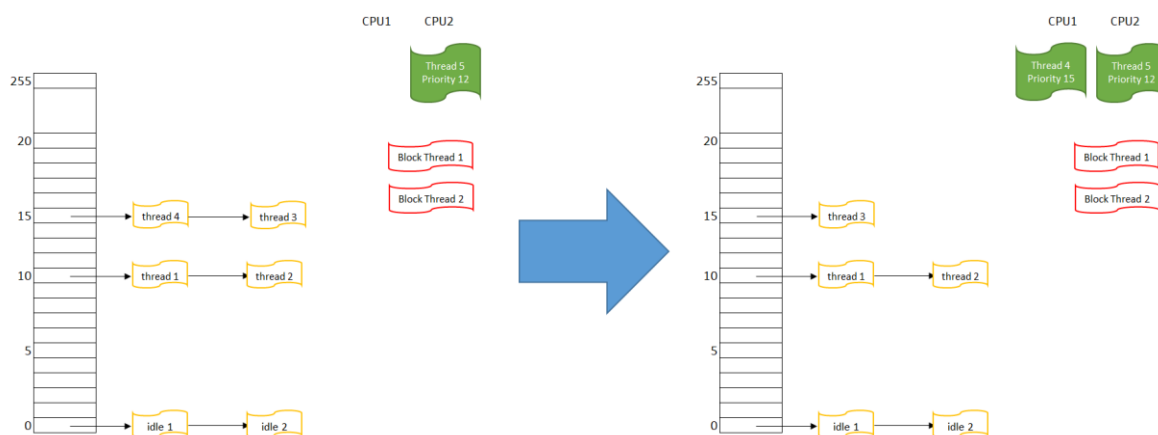 CPU1 CPU2
Thread 5
Priority 12
255
20
Block Thread 1
Block Thread 2
15
thread 4
thread 3
10
thread 1
thread 2
5
0
idle 1
idle 2
CPU1 CPU2
Thread 4
Priority 15
Thread 5
Priority 12
255
20
Block Thread 1
Block Thread 2
15
thread 3
10
thread 1
thread 2
5
0
idle 1
idle 2